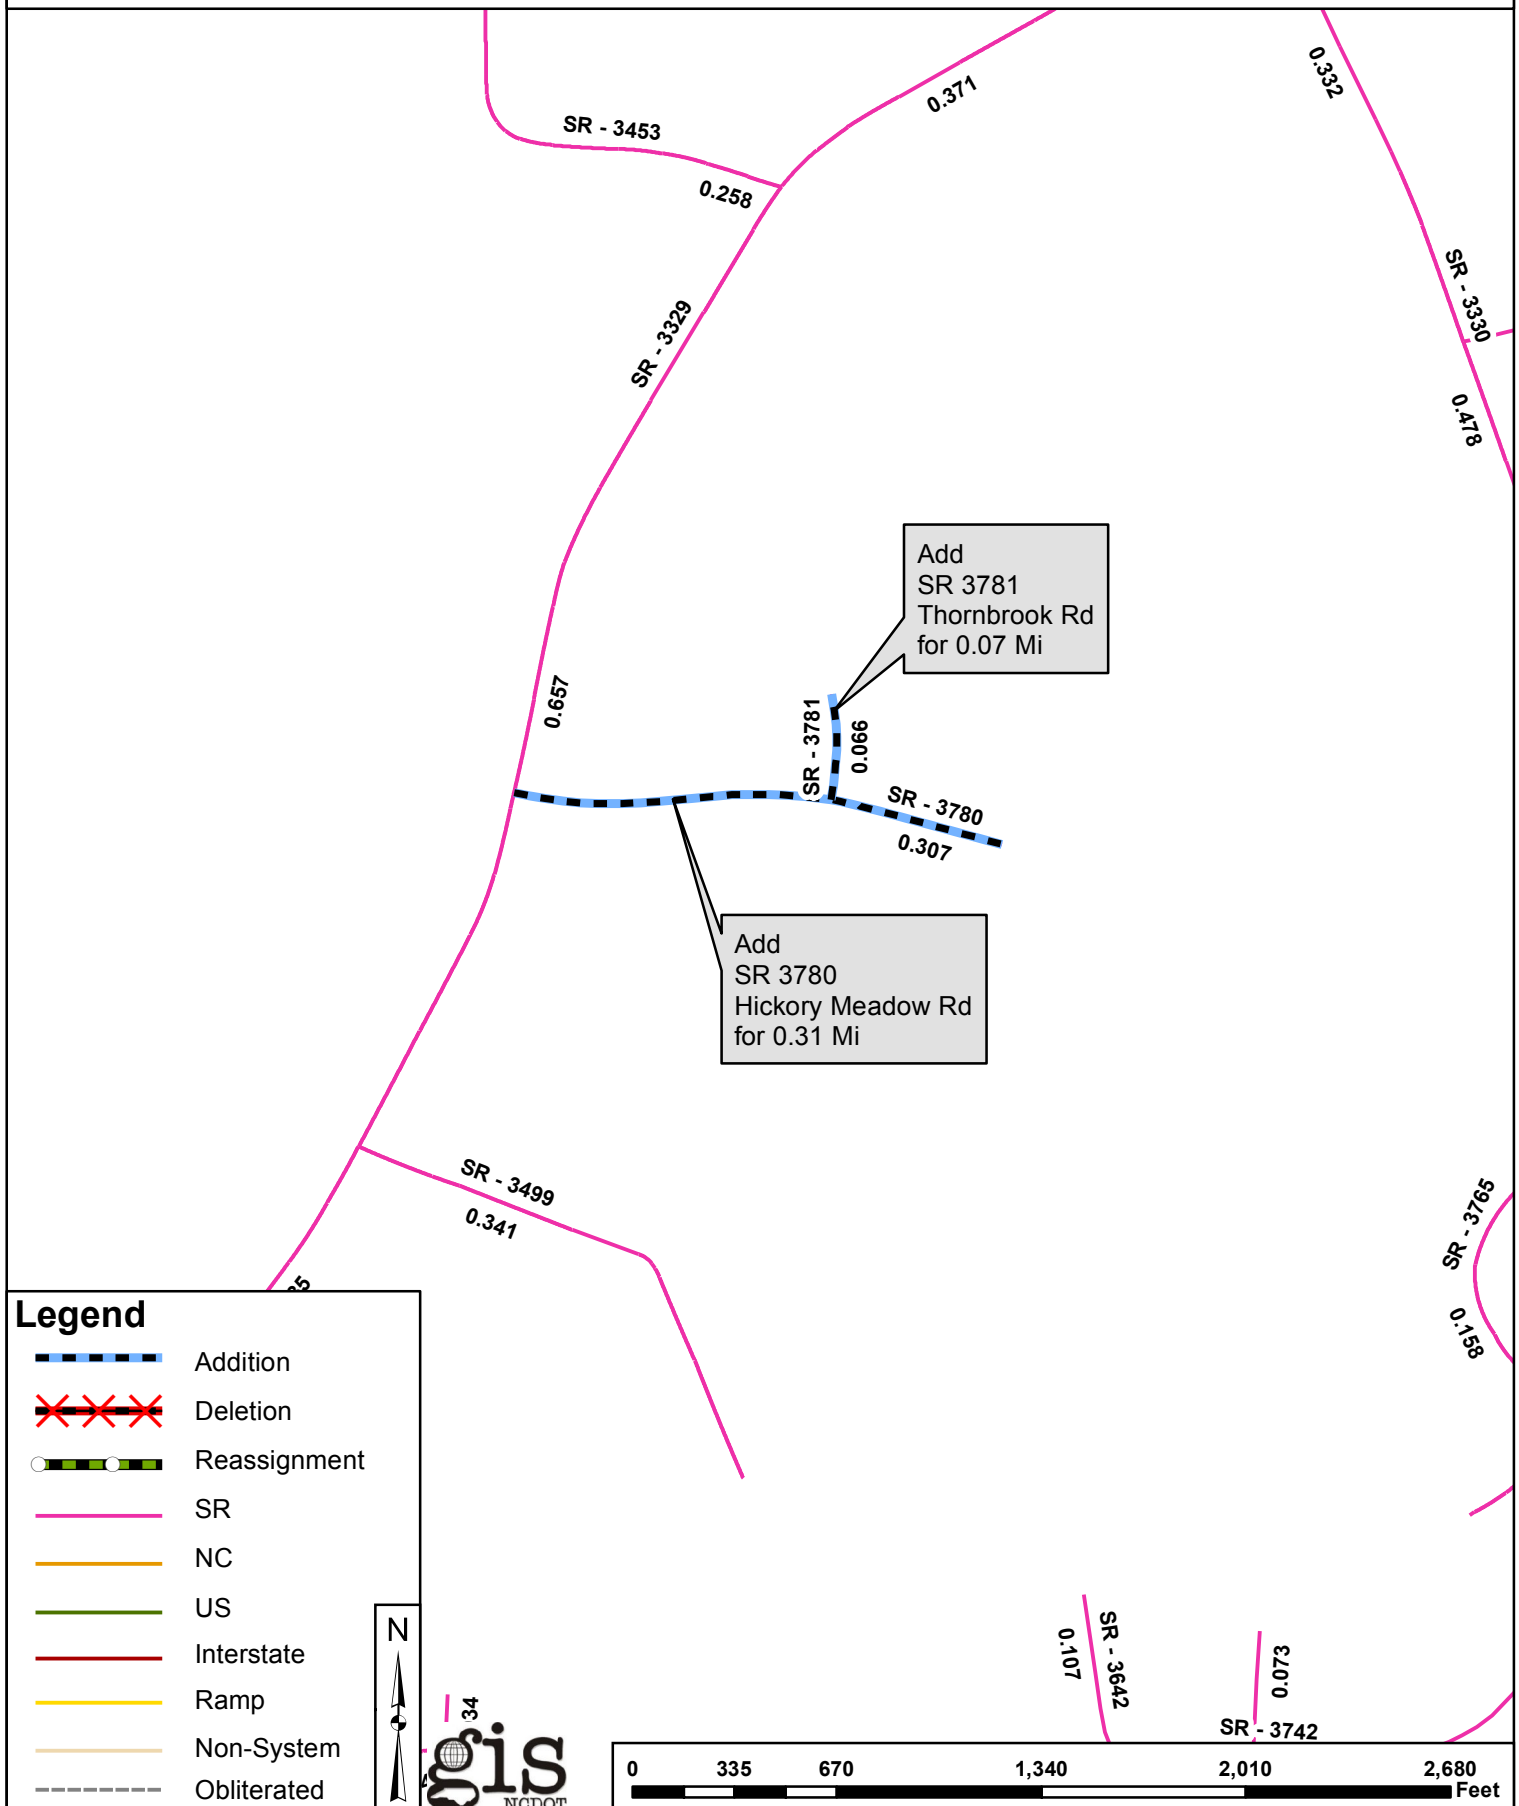 0.371
0.332
SR - 3453
0.258
SR - 3329
SR - 3330
0.478
Add
SR 3781
Thornbrook Rd
for 0.07 Mi
0.657
SR - 3781
0.066
SR - 3780
0.307
Add
SR 3780
Hickory Meadow Rd
for 0.31 Mi
SR - 3499
0.341
SR - 3765
0.158
35
Legend
Addition
Deletion
Reassignment
SR
NC
US
Interstate
Ramp
Non-System
Obliterated
N
34
gis
NCDOT
0.107
SR - 3642
0.073
SR - 3742
0 335 670 1,340 2,010 2,680
Feet